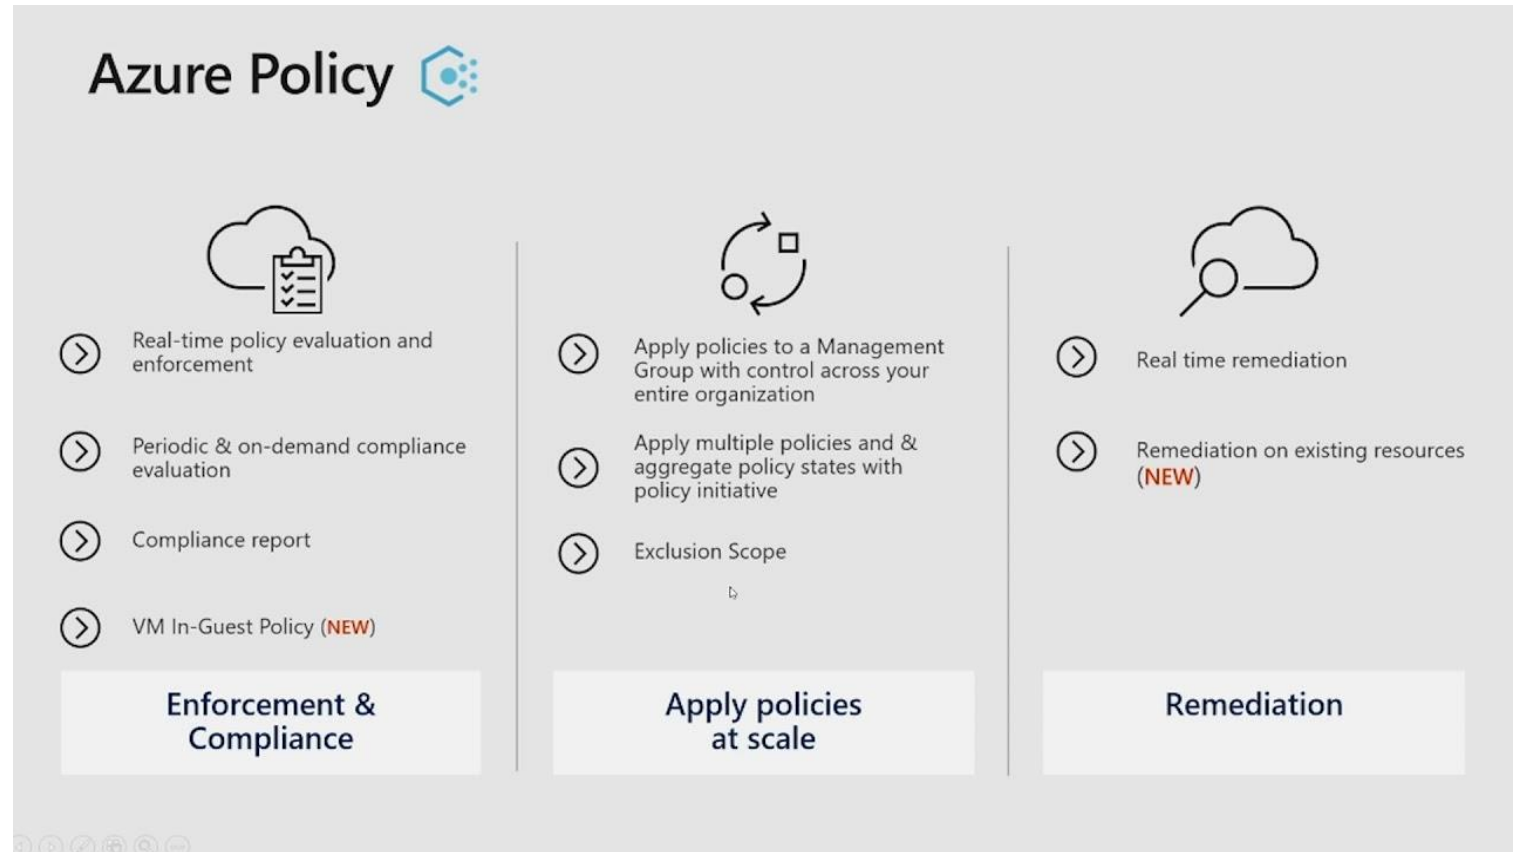 Azure Policy
Real-time policy evaluation and
enforcement
Periodic & on-demand compliance
evaluation
Compliance report
VM In-Guest Policy (NEW)
Enforcement &
Compliance
Apply policies to a Management
Group with control across your
entire organization
Apply multiple policies and &
aggregate policy states with
policy initiative
Exclusion Scope
Apply policies
at scale
Real time remediation
Remediation on existing resources
(NEW)
Remediation